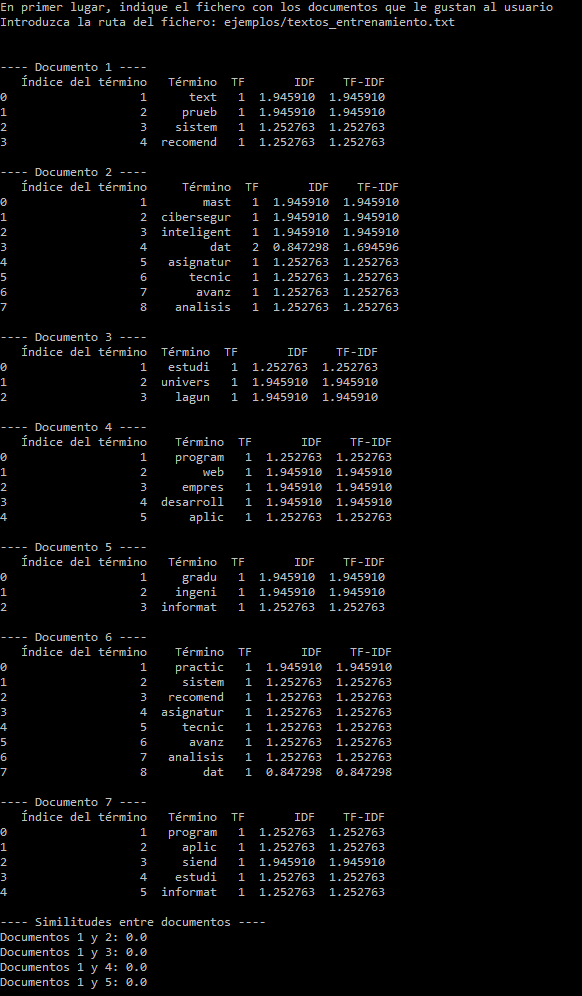 En primer lugar, indique el fichero con los documentos que le gustan al usuario
Introduzca la ruta del fichero: ejemplos/textos_entrenamiento.txt
---- Documento 1 ----
Índice del término Término TF IDF TF-IDF
0 1 text 1 1.945910 1.945910
1 2 prueb 1 1.945910 1.945910
2 3 sistem 1 1.252763 1.252763
3 4 recomend 1 1.252763 1.252763
---- Documento 2 ----
Índice del término Término TF IDF TF-IDF
0 1 mast 1 1.945910 1.945910
1 2 cibersegur 1 1.945910 1.945910
2 3 inteligent 1 1.945910 1.945910
3 4 dat 2 0.847298 1.694596
4 5 asignatur 1 1.252763 1.252763
5 6 tecnic 1 1.252763 1.252763
6 7 avanz 1 1.252763 1.252763
7 8 analisis 1 1.252763 1.252763
---- Documento 3 ----
Índice del término Término TF IDF TF-IDF
0 1 estudi 1 1.252763 1.252763
1 2 univers 1 1.945910 1.945910
2 3 lagun 1 1.945910 1.945910
---- Documento 4 ----
Índice del término Término TF IDF TF-IDF
0 1 program 1 1.252763 1.252763
1 2 web 1 1.945910 1.945910
2 3 empres 1 1.945910 1.945910
3 4 desarroll 1 1.945910 1.945910
4 5 aplic 1 1.252763 1.252763
---- Documento 5 ----
Índice del término Término TF IDF TF-IDF
0 1 gradu 1 1.945910 1.945910
1 2 ingeni 1 1.945910 1.945910
2 3 informat 1 1.252763 1.252763
---- Documento 6 ----
Índice del término Término TF IDF TF-IDF
0 1 practic 1 1.945910 1.945910
1 2 sistem 1 1.252763 1.252763
2 3 recomend 1 1.252763 1.252763
3 4 asignatur 1 1.252763 1.252763
4 5 tecnic 1 1.252763 1.252763
5 6 avanz 1 1.252763 1.252763
6 7 analisis 1 1.252763 1.252763
7 8 dat 1 0.847298 0.847298
---- Documento 7 ----
Índice del término Término TF IDF TF-IDF
0 1 program 1 1.252763 1.252763
1 2 aplic 1 1.252763 1.252763
2 3 siend 1 1.945910 1.945910
3 4 estudi 1 1.252763 1.252763
4 5 informat 1 1.252763 1.252763
---- Similitudes entre documentos ----
Documentos 1 y 2: 0.0
Documentos 1 y 3: 0.0
Documentos 1 y 4: 0.0
Documentos 1 y 5: 0.0